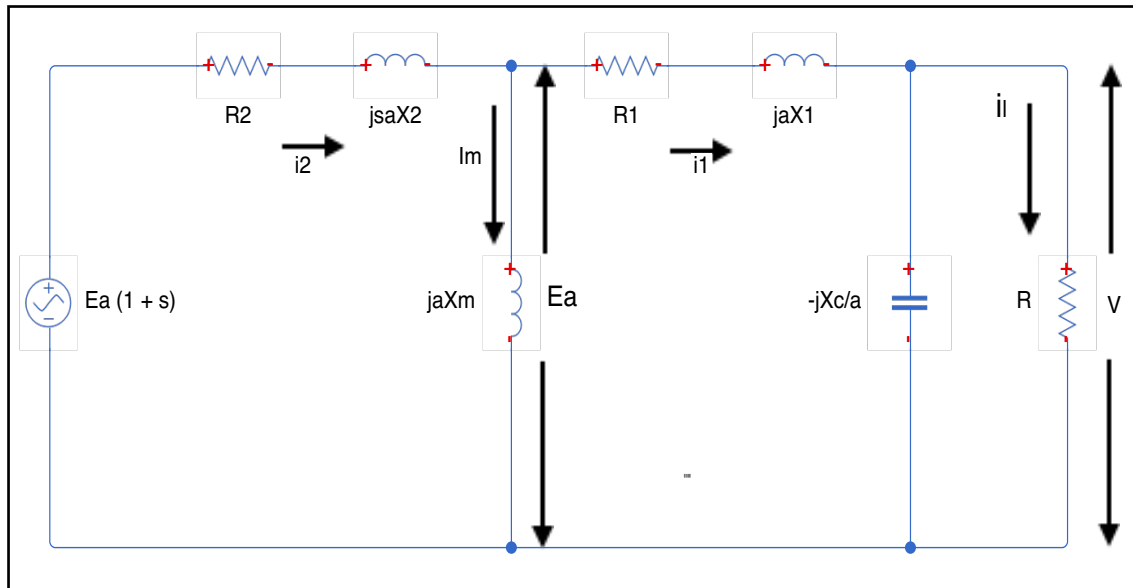 R2
jsaX2
R1
jaX1
i2
Im
i1
il
Ea (1 + s)
jaXm
Ea
-jXc/a
R
V